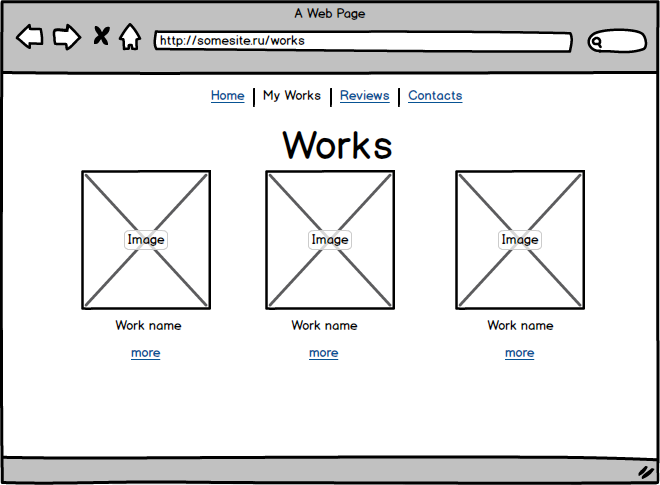 A Web Page
http://somesite.ru/works
Home My Works Reviews Contacts
Works
Image Image Image
Work name Work name Work name
more more more